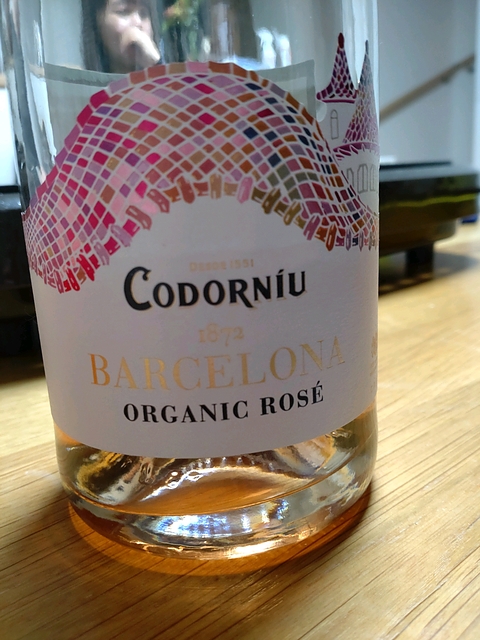 DESDE 1551
CODORNÍU
1872
BARCELONA
ORGANIC ROSÉ